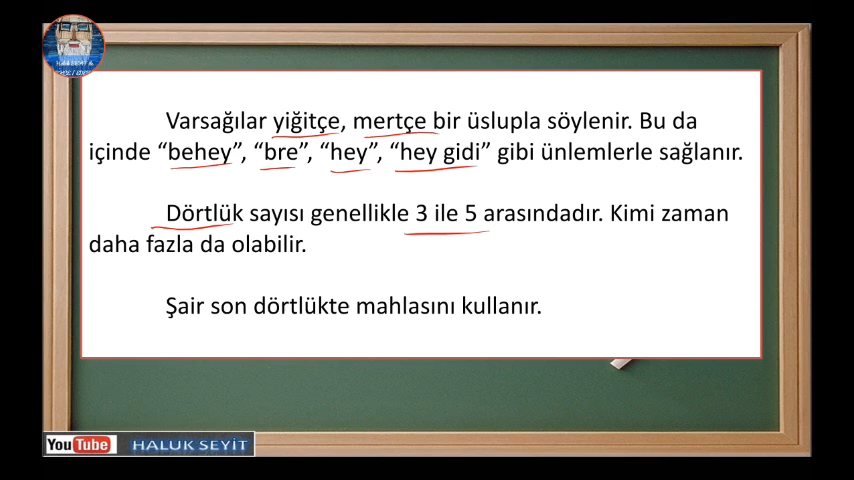 Varsağılar yiğitçe, mertçe bir üslupla söylenir. Bu da
içinde “behey”, “bre”, “hey”, “hey gidi” gibi ünlemlerle sağlanır.
Dörtlük sayısı genellikle 3 ile 5 arasındadır. Kimi zaman
daha fazla da olabilir.
Şair son dörtlükte mahlasını kullanır.
YouTube HALUK SEYİT